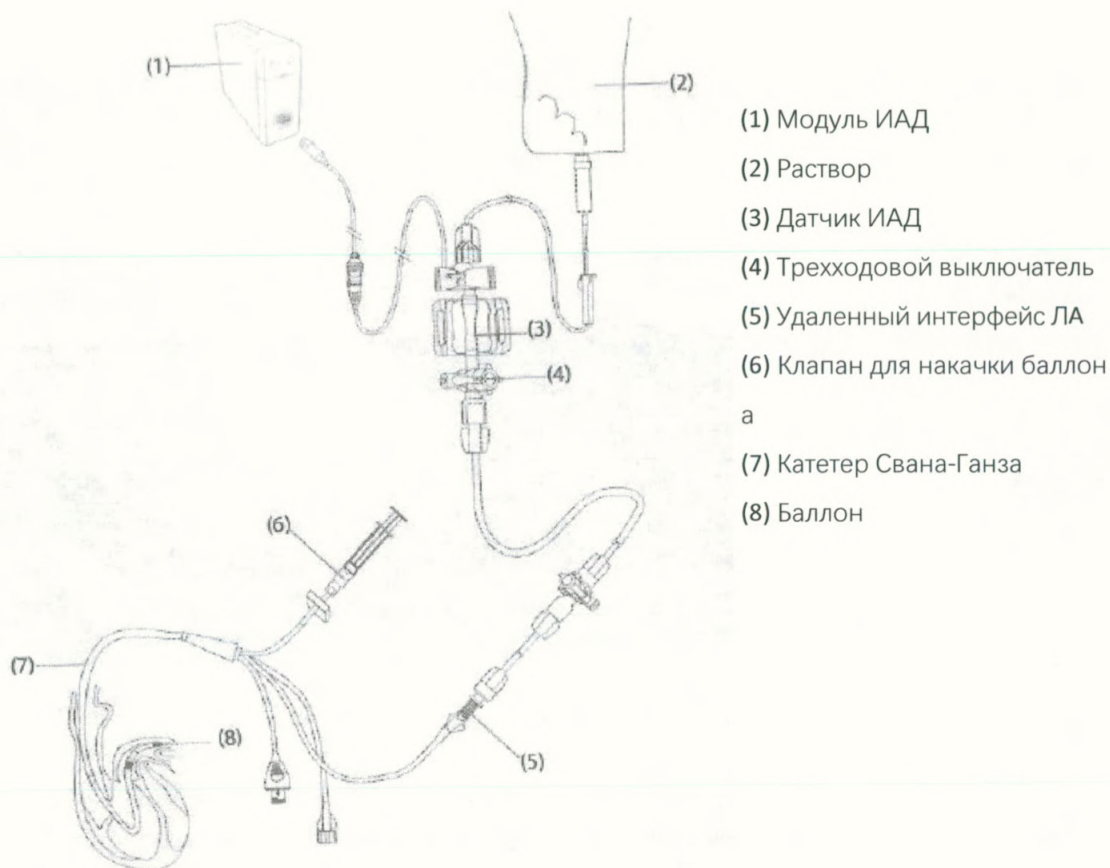 (1)
(2)
(3)
(4)
(6)
(7)
(8)
(5)
(1) Модуль ИАД
(2) Раствор
(3) Датчик ИАД
(4) Трехходовой выключатель
(5) Удаленный интерфейс ЛА
(6) Клапан для накачки баллон
а
(7) Катетер Свана-Ганза
(8) Баллон